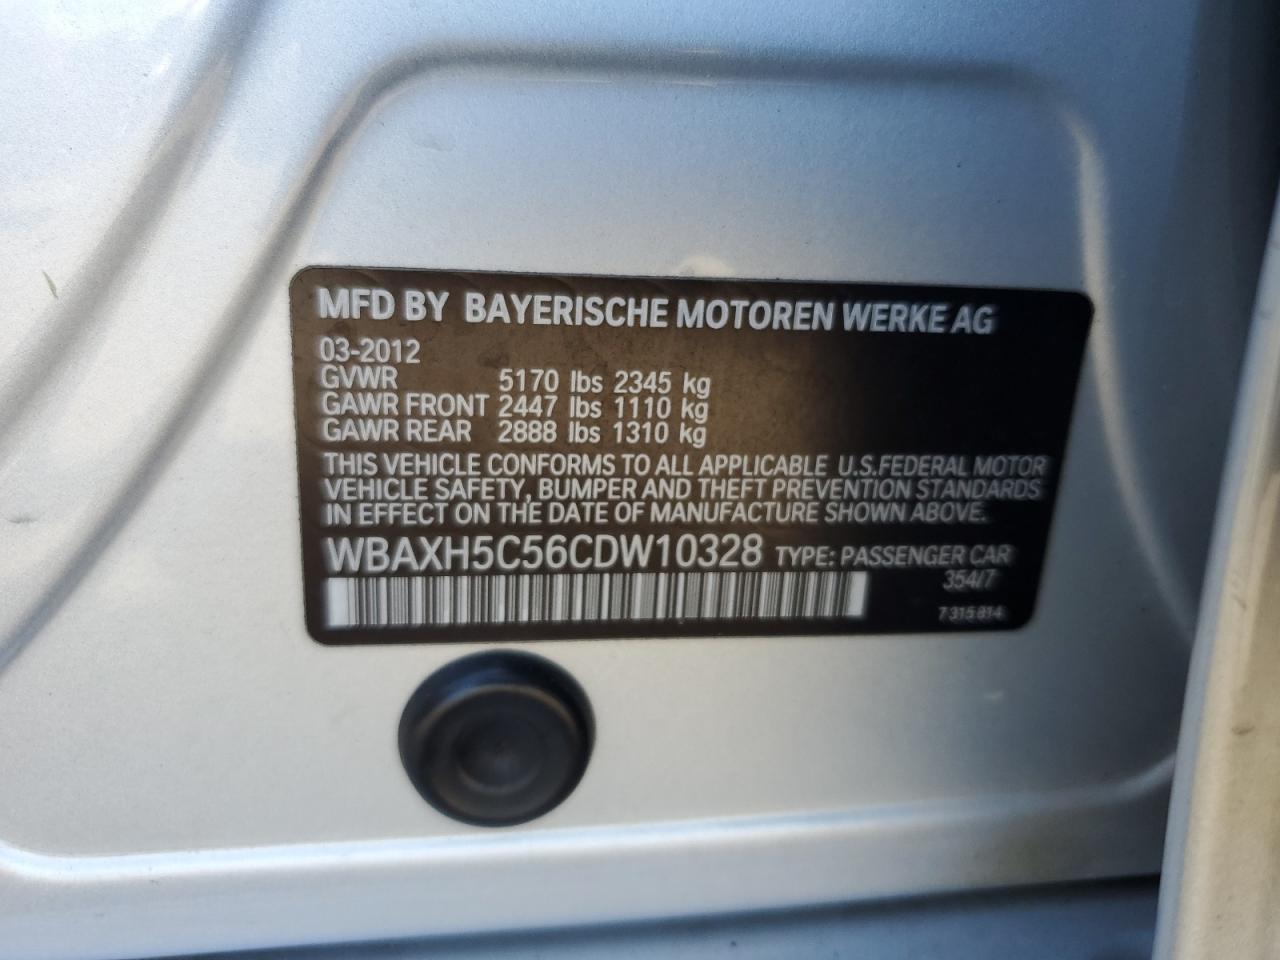 MFD BY BAYERISCHE MOTOREN WERKE AG
03-2012
GVWR 5170 lbs 2345 kg
GAWR FRONT 2447 lbs 1110 kg
GAWR REAR 2888 lbs 1310 kg
THIS VEHICLE CONFORMS TO ALL APPLICABLE U.S.FEDERAL MOTOR
VEHICLE SAFETY, BUMPER AND THEFT PREVENTION STANDARDS
IN EFFECT ON THE DATE OF MANUFACTURE SHOWN ABOVE.
WBAXH5C56CDW10328 TYPE: PASSENGER CAR
354/7
7 315 814